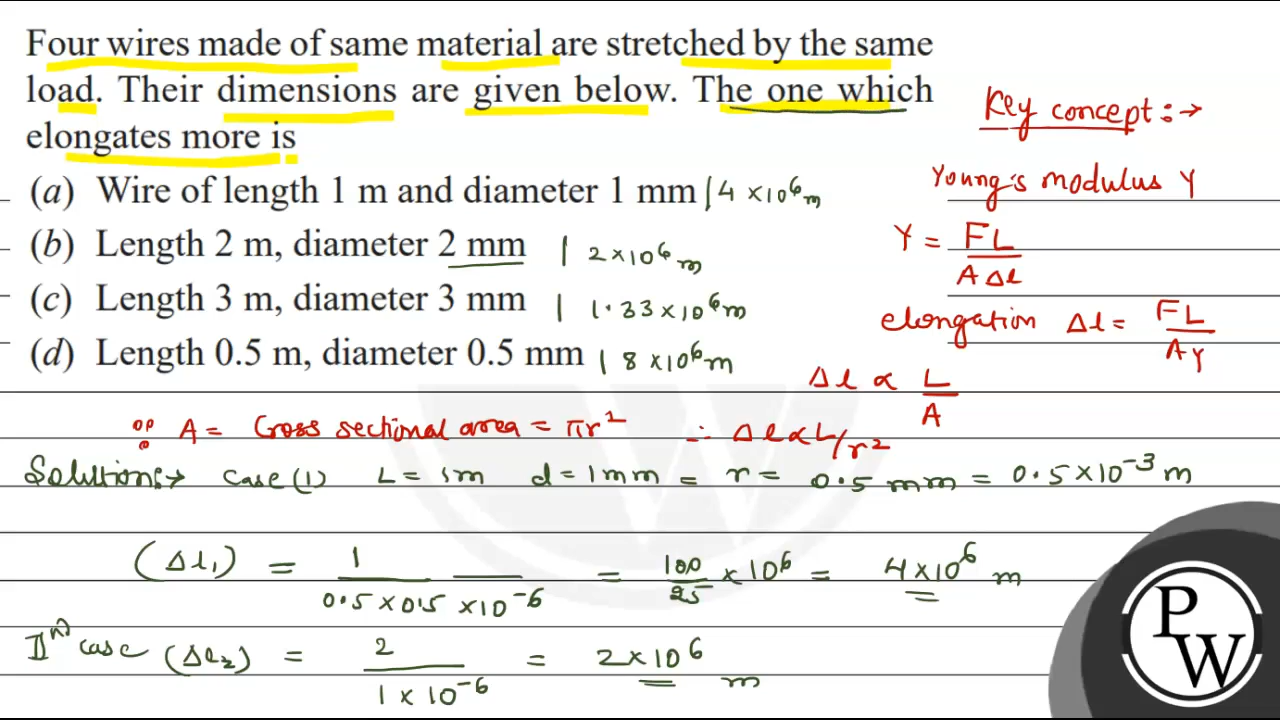 Four wires made of same material are stretched by the same
load. Their dimensions are given below. The one which
elongates more is
(a) Wire of length 1 m and diameter 1 mm | 4 × 10⁶ m
(b) Length 2 m, diameter 2 mm | 2 × 10⁶ m
(c) Length 3 m, diameter 3 mm | 1.33 × 10⁶ m
(d) Length 0.5 m, diameter 0.5 mm | 8 × 10⁶ m
Key concept :→
Young's modulus Y
Y = FL / A Δl
elongation Δl = FL / AY
Δl ∝ L / A
A = Cross sectional area = πr² ∴ Δl ∝ L/r²
Solution :→ Case (1) L = 1m d = 1mm = r = 0.5 mm = 0.5 × 10⁻³ m
(Δl₁) = 1 / 0.5 × 0.5 × 10⁻⁶ = 100 / 25 × 10⁶ = 4 × 10⁶ m
IIⁿᵈ case (Δl₂) = 2 / 1 × 10⁻⁶ = 2 × 10⁶ m
P
W